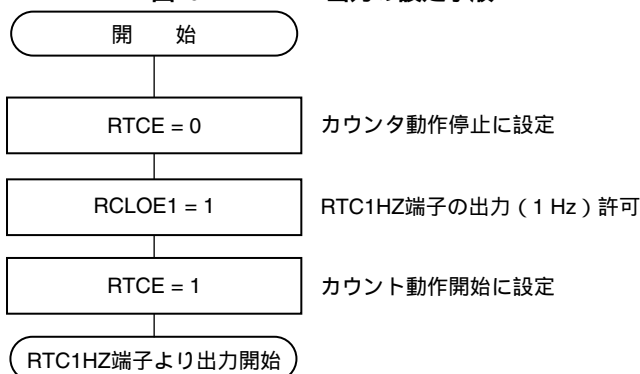 開　始
RTCE = 0　カウンタ動作停止に設定
RCLOE1 = 1　RTC1HZ端子の出力（1 Hz）許可
RTCE = 1　カウント動作開始に設定
RTC1HZ端子より出力開始